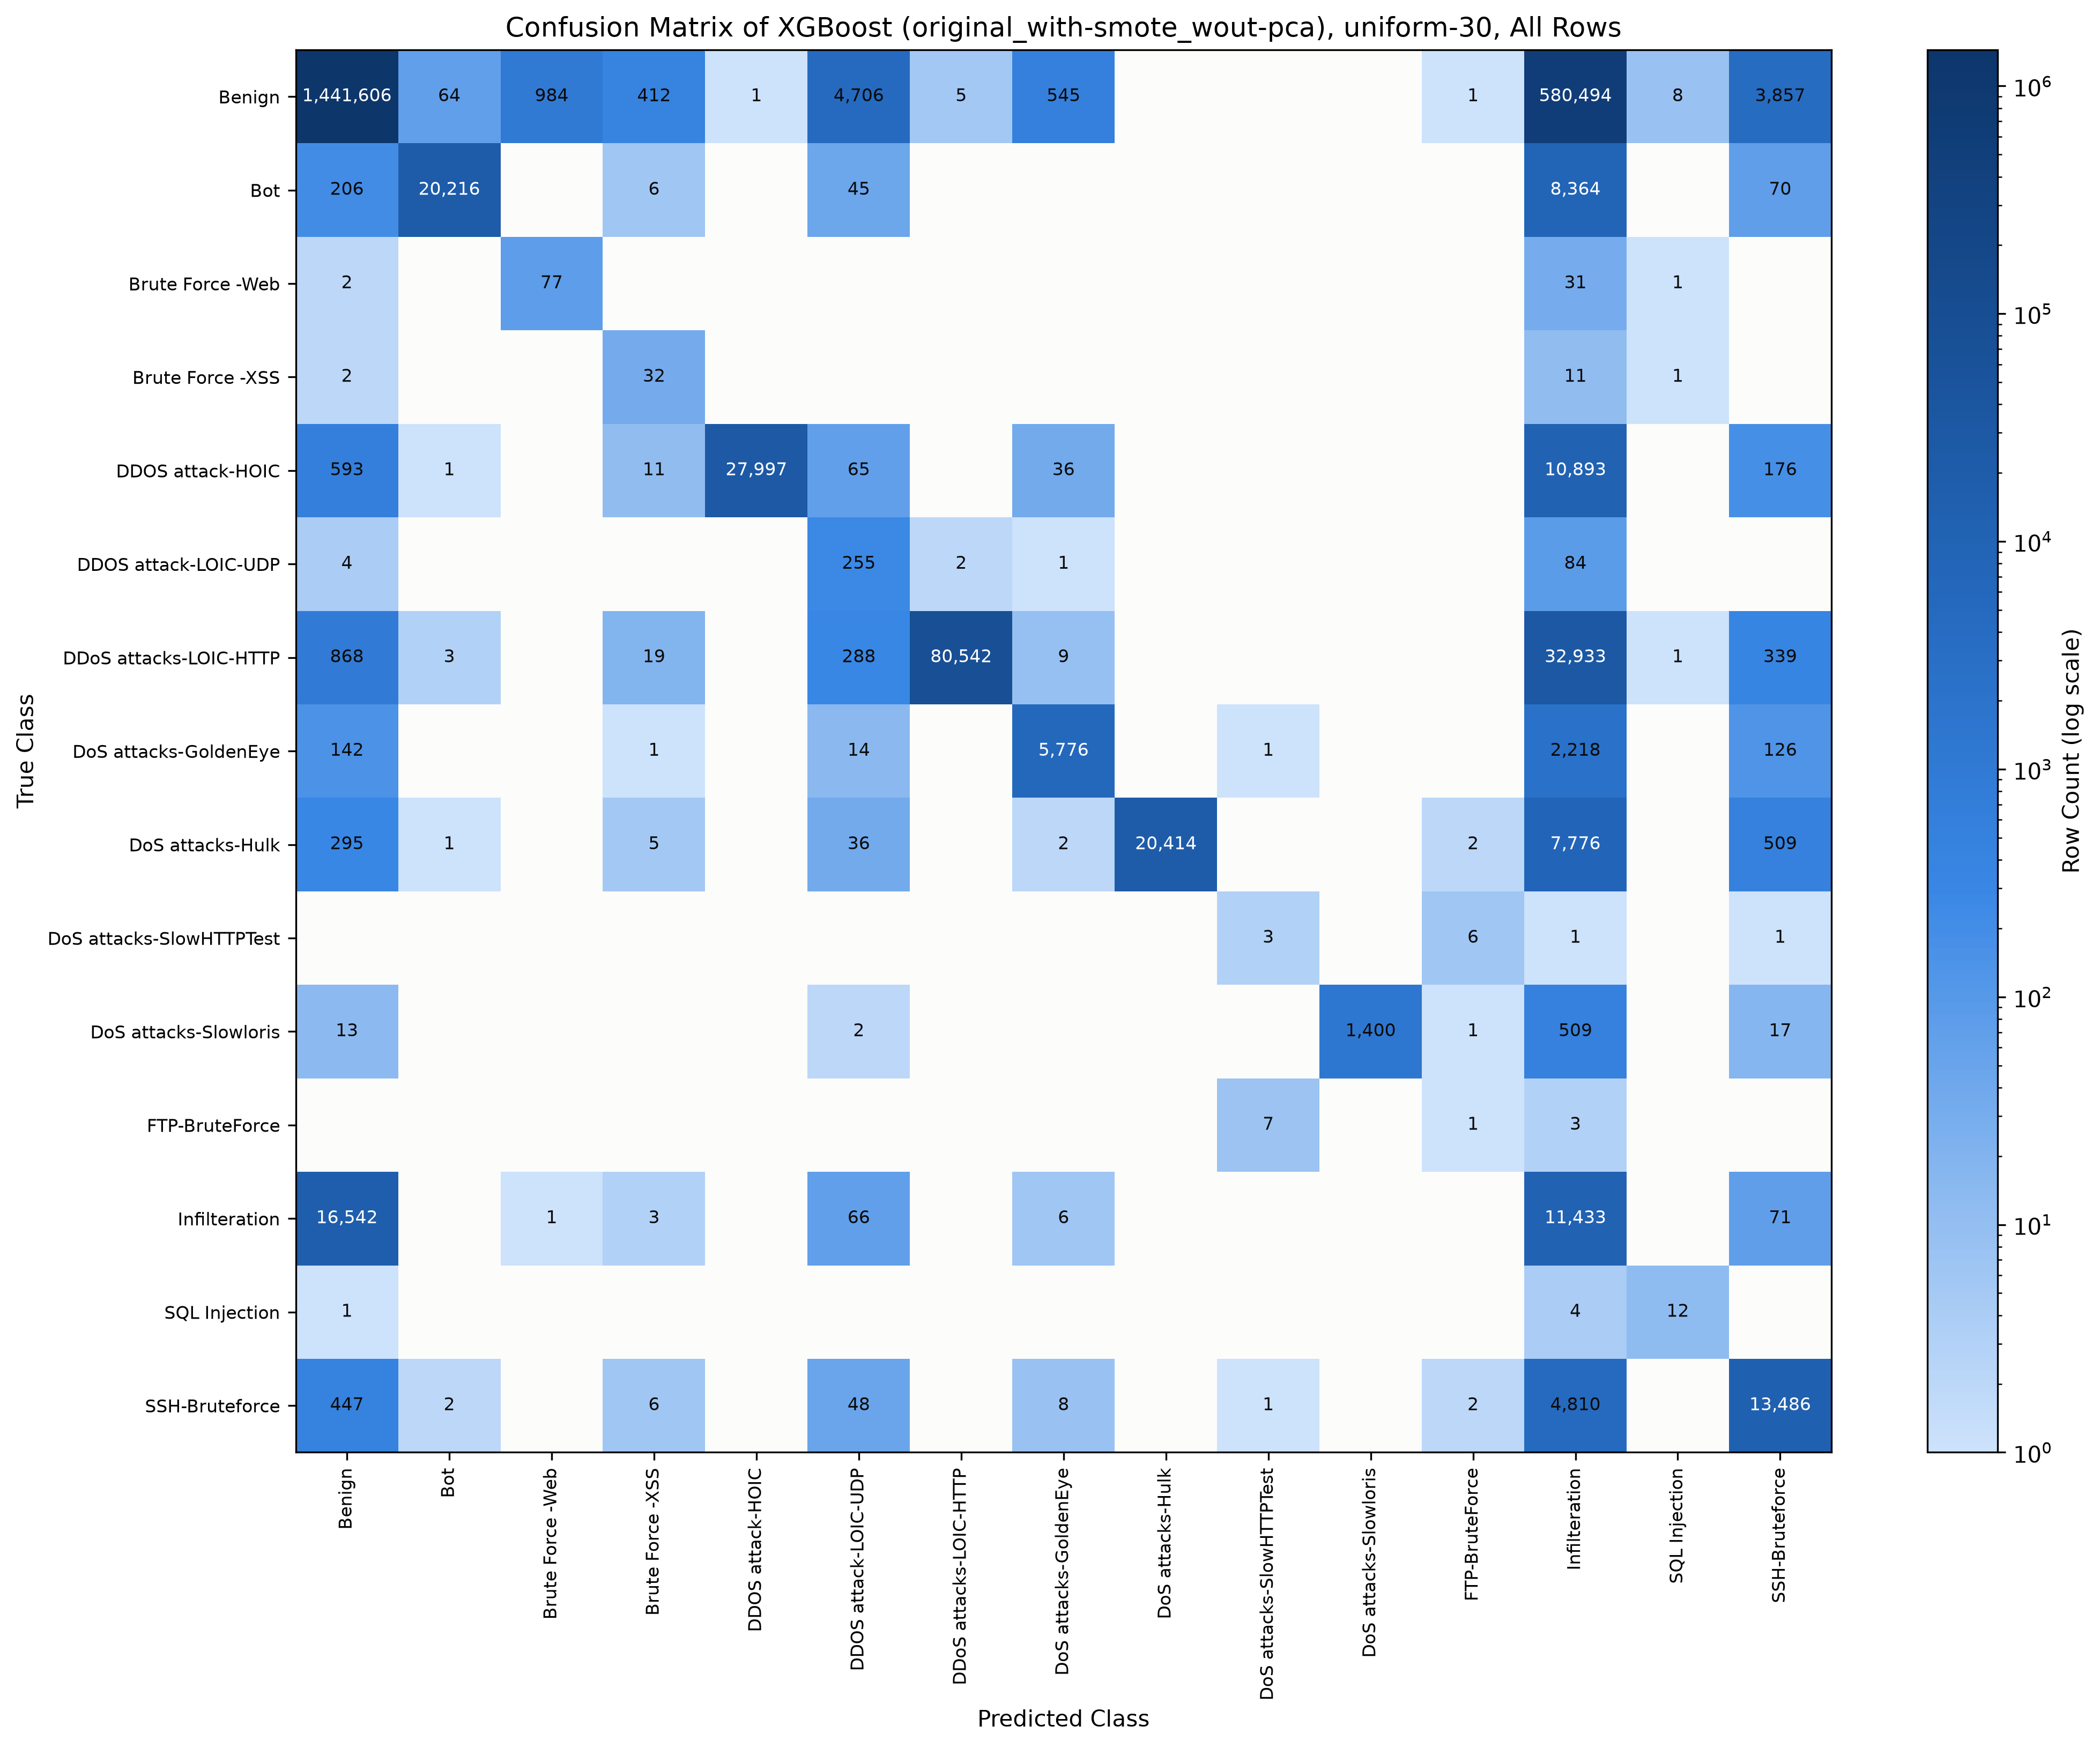 Confusion Matrix of XGBoost (original_with-smote_wout-pca), uniform-30, All Rows
Benign 1,441,606 64 984 412 1 4,706 5 545 1 580,494 8 3,857
Bot 206 20,216 6 45 8,364 70
Brute Force -Web 2 77 31 1
Brute Force -XSS 2 32 11 1
DDOS attack-HOIC 593 1 11 27,997 65 36 10,893 176
DDOS attack-LOIC-UDP 4 255 2 1 84
DDoS attacks-LOIC-HTTP 868 3 19 288 80,542 9 32,933 1 339
DoS attacks-GoldenEye 142 1 14 5,776 1 2,218 126
DoS attacks-Hulk 295 1 5 36 2 20,414 2 7,776 509
DoS attacks-SlowHTTPTest 3 6 1 1
DoS attacks-Slowloris 13 2 1,400 1 509 17
FTP-BruteForce 7 1 3
Infilteration 16,542 1 3 66 6 11,433 71
SQL Injection 1 4 12
SSH-Bruteforce 447 2 6 48 8 1 2 4,810 13,486
True Class
Benign
Bot
Brute Force -Web
Brute Force -XSS
DDOS attack-HOIC
DDOS attack-LOIC-UDP
DDoS attacks-LOIC-HTTP
DoS attacks-GoldenEye
DoS attacks-Hulk
DoS attacks-SlowHTTPTest
DoS attacks-Slowloris
FTP-BruteForce
Infilteration
SQL Injection
SSH-Bruteforce
Predicted Class
10⁶
10⁵
10⁴
10³
10²
10¹
10⁰
Row Count (log scale)